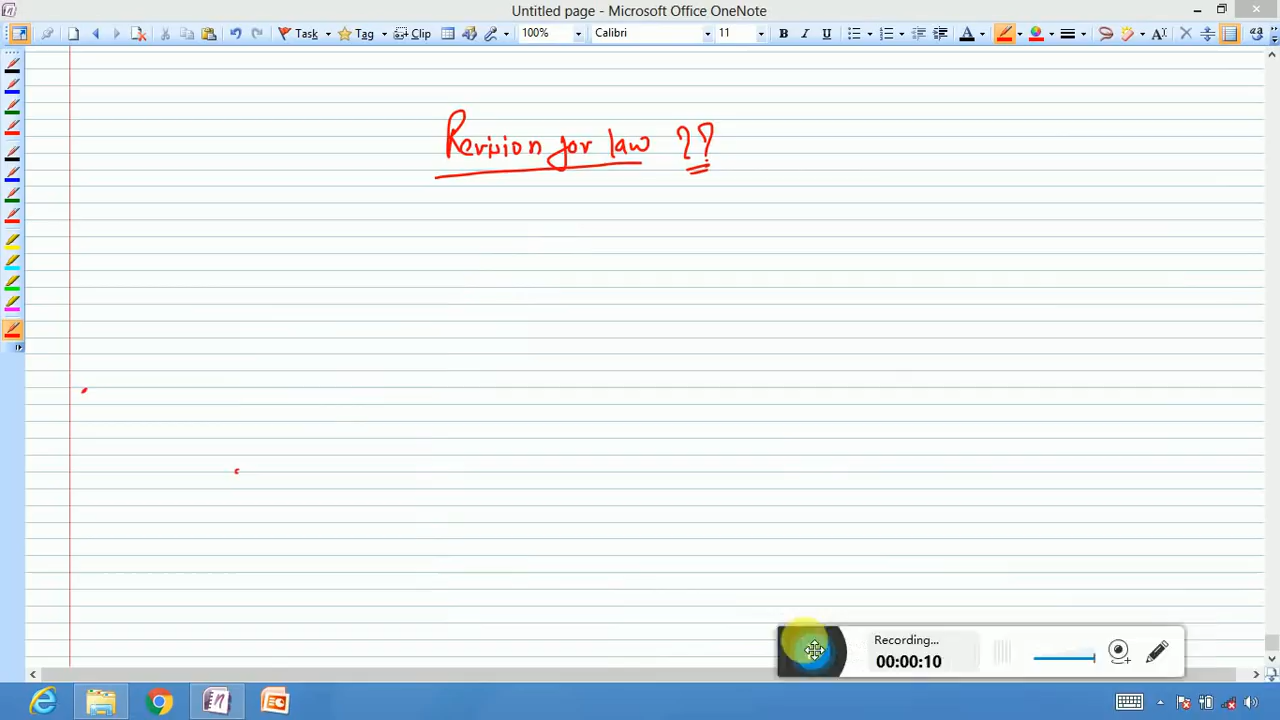 Untitled page - Microsoft Office OneNote
100% Calibri 11
Task Tag Clip B I U
Revision for law ??
Recording...
00:00:10